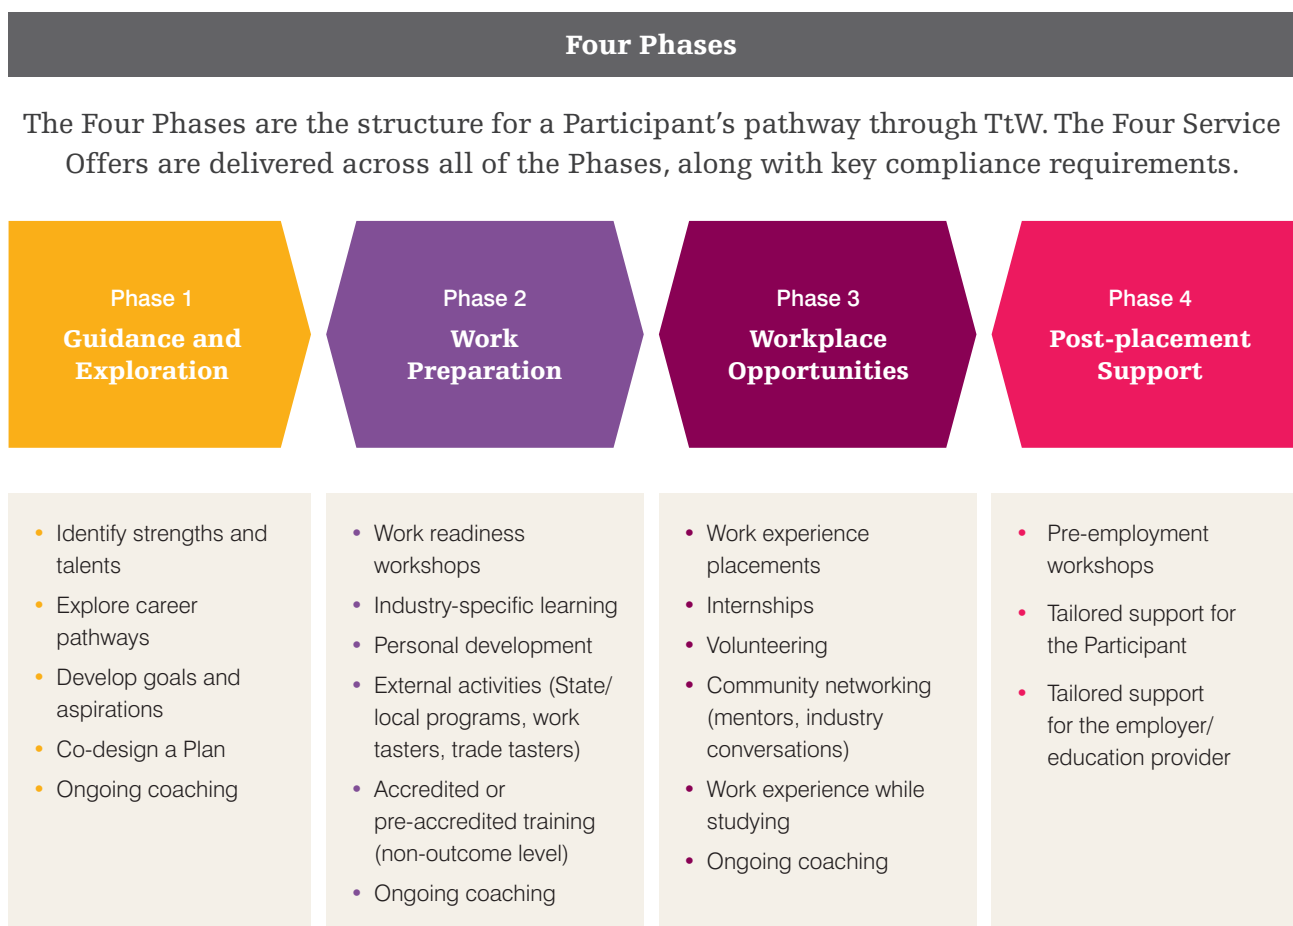 Four Phases
The Four Phases are the structure for a Participant’s pathway through TtW. The Four Service
Offers are delivered across all of the Phases, along with key compliance requirements.
Phase 1
Guidance and
Exploration
Phase 2
Work
Preparation
Phase 3
Workplace
Opportunities
Phase 4
Post-placement
Support
• Identify strengths and
talents
• Explore career
pathways
• Develop goals and
aspirations
• Co-design a Plan
• Ongoing coaching
• Work readiness
workshops
• Industry-specific learning
• Personal development
• External activities (State/
local programs, work
tasters, trade tasters)
• Accredited or
pre-accredited training
(non-outcome level)
• Ongoing coaching
• Work experience
placements
• Internships
• Volunteering
• Community networking
(mentors, industry
conversations)
• Work experience while
studying
• Ongoing coaching
• Pre-employment
workshops
• Tailored support for
the Participant
• Tailored support
for the employer/
education provider